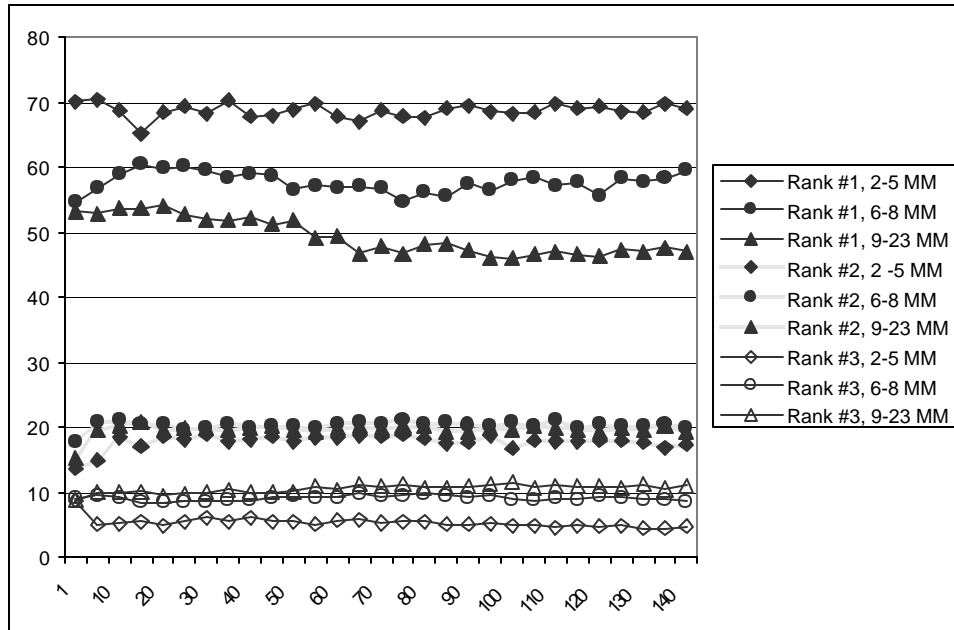 80
70
60
50
40
30
20
10
0
1
10
20
30
40
50
60
70
80
90
100
110
120
130
140
Rank #1, 2-5 MM
Rank #1, 6-8 MM
Rank #1, 9-23 MM
Rank #2, 2 -5 MM
Rank #2, 6-8 MM
Rank #2, 9-23 MM
Rank #3, 2-5 MM
Rank #3, 6-8 MM
Rank #3, 9-23 MM